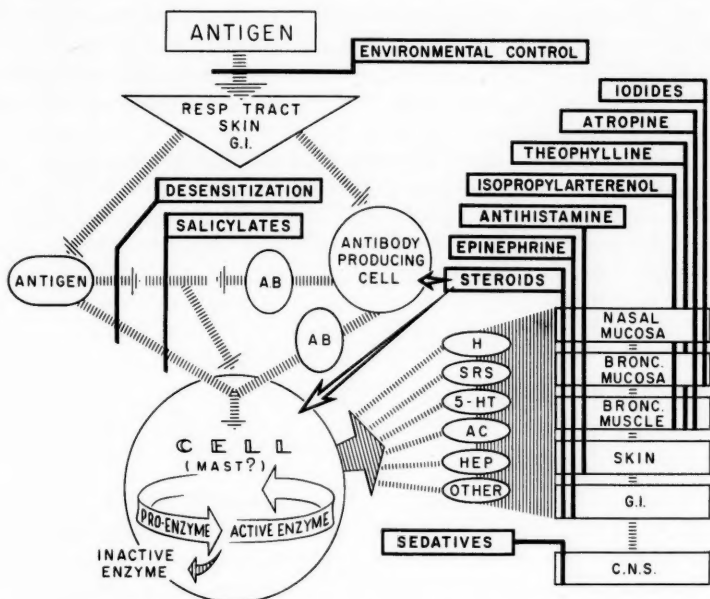 ANTIGEN
ENVIRONMENTAL CONTROL
RESP TRACT
SKIN
G.I.
IODIDES
ATROPINE
THEOPHYLLINE
ISOPROPYLARTERENOL
ANTIHISTAMINE
EPINEPHRINE
STEROIDS
DESENSITIZATION
SALICYLATES
ANTIGEN
AB
ANTIBODY
PRODUCING
CELL
AB
H
SRS
5-HT
AC
HEP
OTHER
NASAL
MUCOSA
BRONC.
MUCOSA
BRONC.
MUSCLE
SKIN
G.I.
C.N.S.
SEDATIVES
CELL
(MAST?)
PRO-ENZYME
ACTIVE ENZYME
INACTIVE
ENZYME